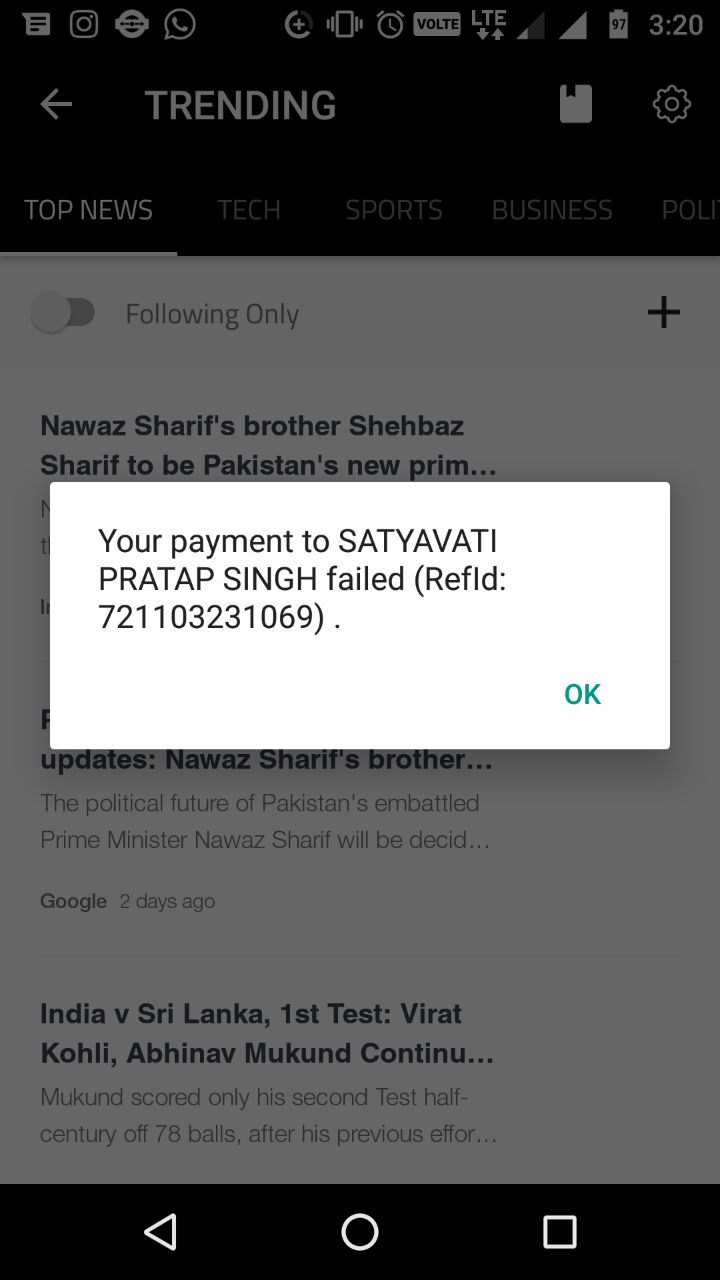 VOLTE LTE 97 3:20
TRENDING
TOP NEWS TECH SPORTS BUSINESS POLI
Following Only
Nawaz Sharif's brother Shehbaz
Sharif to be Pakistan's new prim...
Your payment to SATYAVATI
PRATAP SINGH failed (RefId:
721103231069) .
OK
updates: Nawaz Sharif's brother...
The political future of Pakistan's embattled
Prime Minister Nawaz Sharif will be decid...
Google 2 days ago
India v Sri Lanka, 1st Test: Virat
Kohli, Abhinav Mukund Continu...
Mukund scored only his second Test half-
century off 78 balls, after his previous effor...